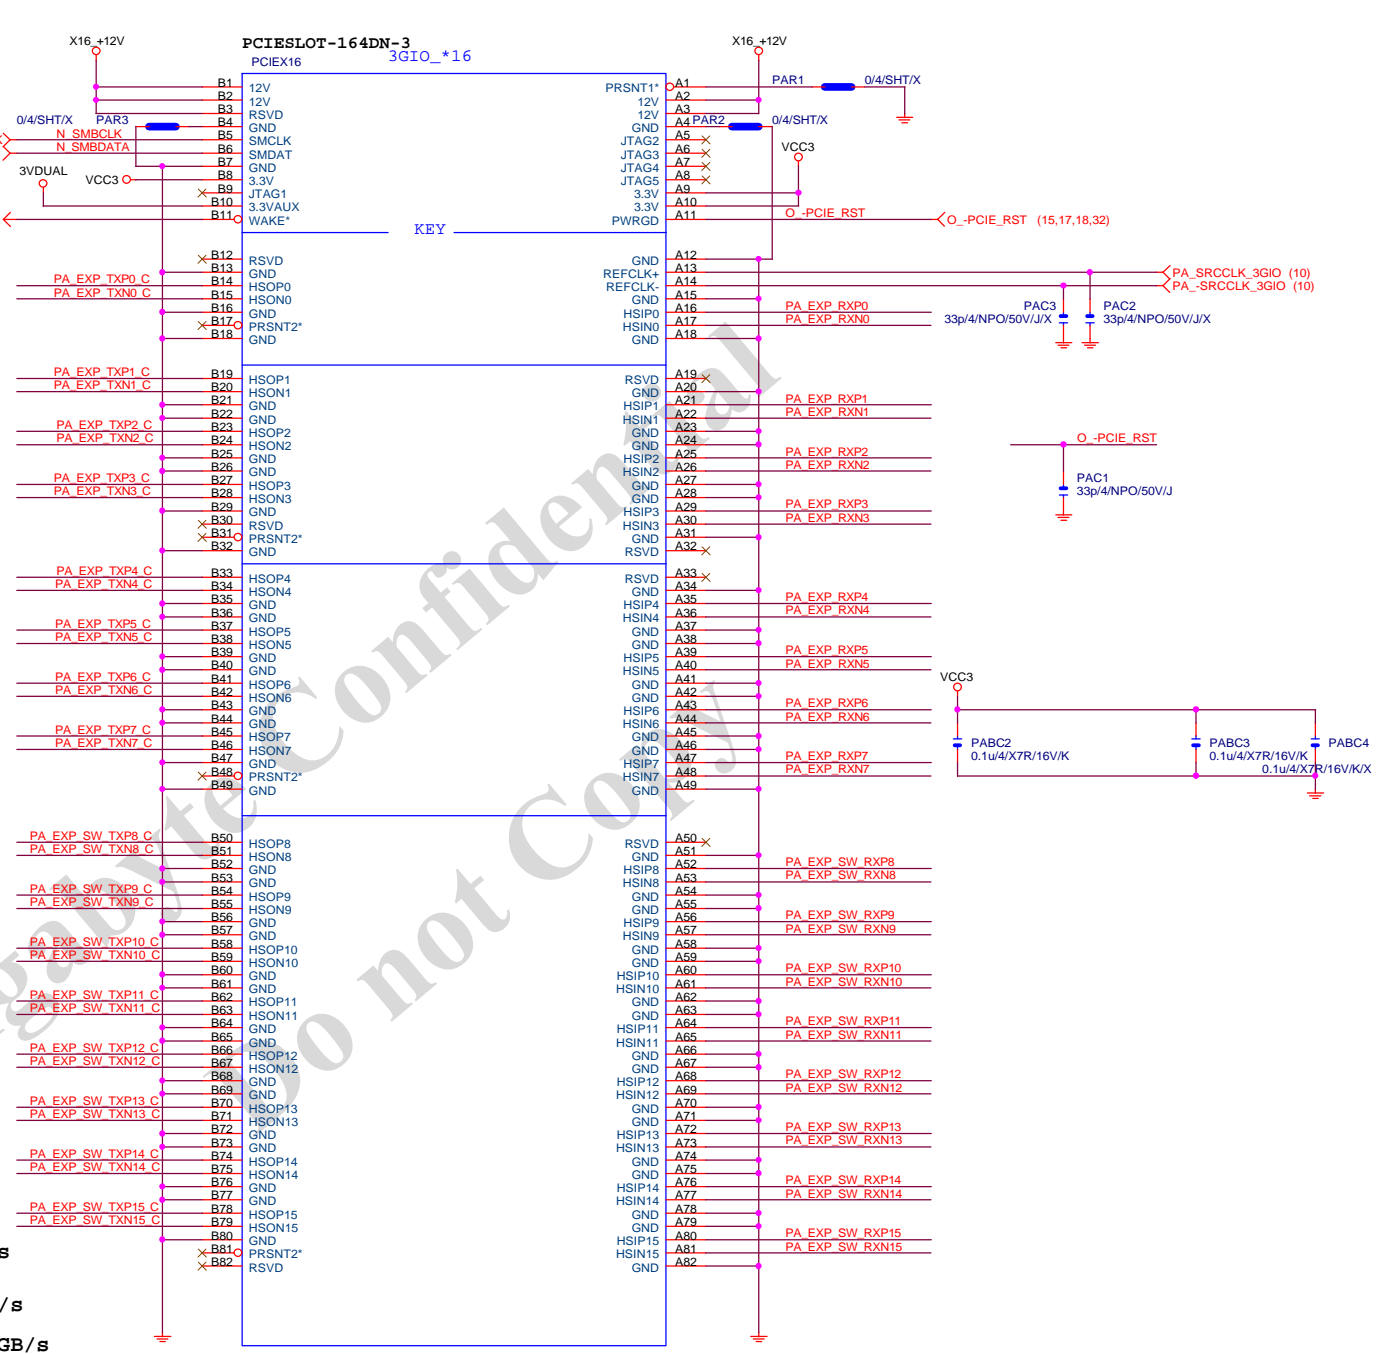 X16_+12V
PCIESLOT-164DN-3
3GIO_*16
X16_+12V
PCIEX16
B1 12V PRSNT1* A1 PAR1 0/4/SHT/X
B2 12V 12V A2
B3 RSVD 12V A3
0/4/SHT/X PAR3 B4 GND GND A4 PAR2 0/4/SHT/X
N_SMBCLK B5 SMCLK JTAG2 A5
N_SMBDATA B6 SMDAT JTAG3 A6 VCC3
B7 GND JTAG4 A7
3VDUAL VCC3 B8 3.3V JTAG5 A8
B9 JTAG1 3.3V A9
B10 3.3VAUX 3.3V A10
B11 WAKE* PWRGD A11 O_-PCIE_RST O_-PCIE_RST (15,17,18,32)
KEY
B12 RSVD GND A12
B13 GND REFCLK+ A13 PA_SRCCLK_3GIO (10)
PA_EXP_TXP0_C B14 HSOP0 REFCLK- A14 PA_-SRCCLK_3GIO (10)
PA_EXP_TXN0_C B15 HSON0 GND A15
B16 GND HSIP0 A16 PA_EXP_RXP0 PAC3 PAC2
B17 PRSNT2* HSIN0 A17 PA_EXP_RXN0 33p/4/NPO/50V/J/X 33p/4/NPO/50V/J/X
B18 GND GND A18
PA_EXP_TXP1_C B19 HSOP1 RSVD A19
PA_EXP_TXN1_C B20 HSON1 GND A20
B21 GND HSIP1 A21 PA_EXP_RXP1
B22 GND HSIN1 A22 PA_EXP_RXN1
PA_EXP_TXP2_C B23 HSOP2 GND A23
PA_EXP_TXN2_C B24 HSON2 GND A24 O_-PCIE_RST
B25 GND HSIP2 A25 PA_EXP_RXP2
B26 GND HSIN2 A26 PA_EXP_RXN2
PA_EXP_TXP3_C B27 HSOP3 GND A27 PAC1
PA_EXP_TXN3_C B28 HSON3 GND A28 33p/4/NPO/50V/J
B29 GND HSIP3 A29 PA_EXP_RXP3
B30 RSVD HSIN3 A30 PA_EXP_RXN3
B31 PRSNT2* GND A31
B32 GND RSVD A32
PA_EXP_TXP4_C B33 HSOP4 RSVD A33
PA_EXP_TXN4_C B34 HSON4 GND A34
B35 GND HSIP4 A35 PA_EXP_RXP4
B36 GND HSIN4 A36 PA_EXP_RXN4
PA_EXP_TXP5_C B37 HSOP5 GND A37
PA_EXP_TXN5_C B38 HSON5 GND A38
B39 GND HSIP5 A39 PA_EXP_RXP5
B40 GND HSIN5 A40 PA_EXP_RXN5
PA_EXP_TXP6_C B41 HSOP6 GND A41 VCC3
PA_EXP_TXN6_C B42 HSON6 GND A42
B43 GND HSIP6 A43 PA_EXP_RXP6
B44 GND HSIN6 A44 PA_EXP_RXN6
PA_EXP_TXP7_C B45 HSOP7 GND A45 PABC2 PABC3 PABC4
PA_EXP_TXN7_C B46 HSON7 GND A46 0.1u/4/X7R/16V/K 0.1u/4/X7R/16V/K
B47 GND HSIP7 A47 PA_EXP_RXP7 0.1u/4/X7R/16V/K/X
B48 PRSNT2* HSIN7 A48 PA_EXP_RXN7
B49 GND GND A49
PA_EXP_SW_TXP8_C B50 HSOP8 RSVD A50
PA_EXP_SW_TXN8_C B51 HSON8 GND A51
B52 GND HSIP8 A52 PA_EXP_SW_RXP8
B53 GND HSIN8 A53 PA_EXP_SW_RXN8
PA_EXP_SW_TXP9_C B54 HSOP9 GND A54
PA_EXP_SW_TXN9_C B55 HSON9 GND A55
B56 GND HSIP9 A56 PA_EXP_SW_RXP9
B57 GND HSIN9 A57 PA_EXP_SW_RXN9
PA_EXP_SW_TXP10_C B58 HSOP10 GND A58
PA_EXP_SW_TXN10_C B59 HSON10 GND A59
B60 GND HSIP10 A60 PA_EXP_SW_RXP10
B61 GND HSIN10 A61 PA_EXP_SW_RXN10
PA_EXP_SW_TXP11_C B62 HSOP11 GND A62
PA_EXP_SW_TXN11_C B63 HSON11 GND A63
B64 GND HSIP11 A64 PA_EXP_SW_RXP11
B65 GND HSIN11 A65 PA_EXP_SW_RXN11
PA_EXP_SW_TXP12_C B66 HSOP12 GND A66
PA_EXP_SW_TXN12_C B67 HSON12 GND A67
B68 GND HSIP12 A68 PA_EXP_SW_RXP12
B69 GND HSIN12 A69 PA_EXP_SW_RXN12
PA_EXP_SW_TXP13_C B70 HSOP13 GND A70
PA_EXP_SW_TXN13_C B71 HSON13 GND A71
B72 GND HSIP13 A72 PA_EXP_SW_RXP13
B73 GND HSIN13 A73 PA_EXP_SW_RXN13
PA_EXP_SW_TXP14_C B74 HSOP14 GND A74
PA_EXP_SW_TXN14_C B75 HSON14 GND A75
B76 GND HSIP14 A76 PA_EXP_SW_RXP14
B77 GND HSIN14 A77 PA_EXP_SW_RXN14
PA_EXP_SW_TXP15_C B78 HSOP15 GND A78
PA_EXP_SW_TXN15_C B79 HSON15 GND A79
B80 GND HSIP15 A80 PA_EXP_SW_RXP15
s B81 PRSNT2* HSIN15 A81 PA_EXP_SW_RXN15
B82 RSVD GND A82
/s
GB/s
gabyte Confidential
Do not Copy